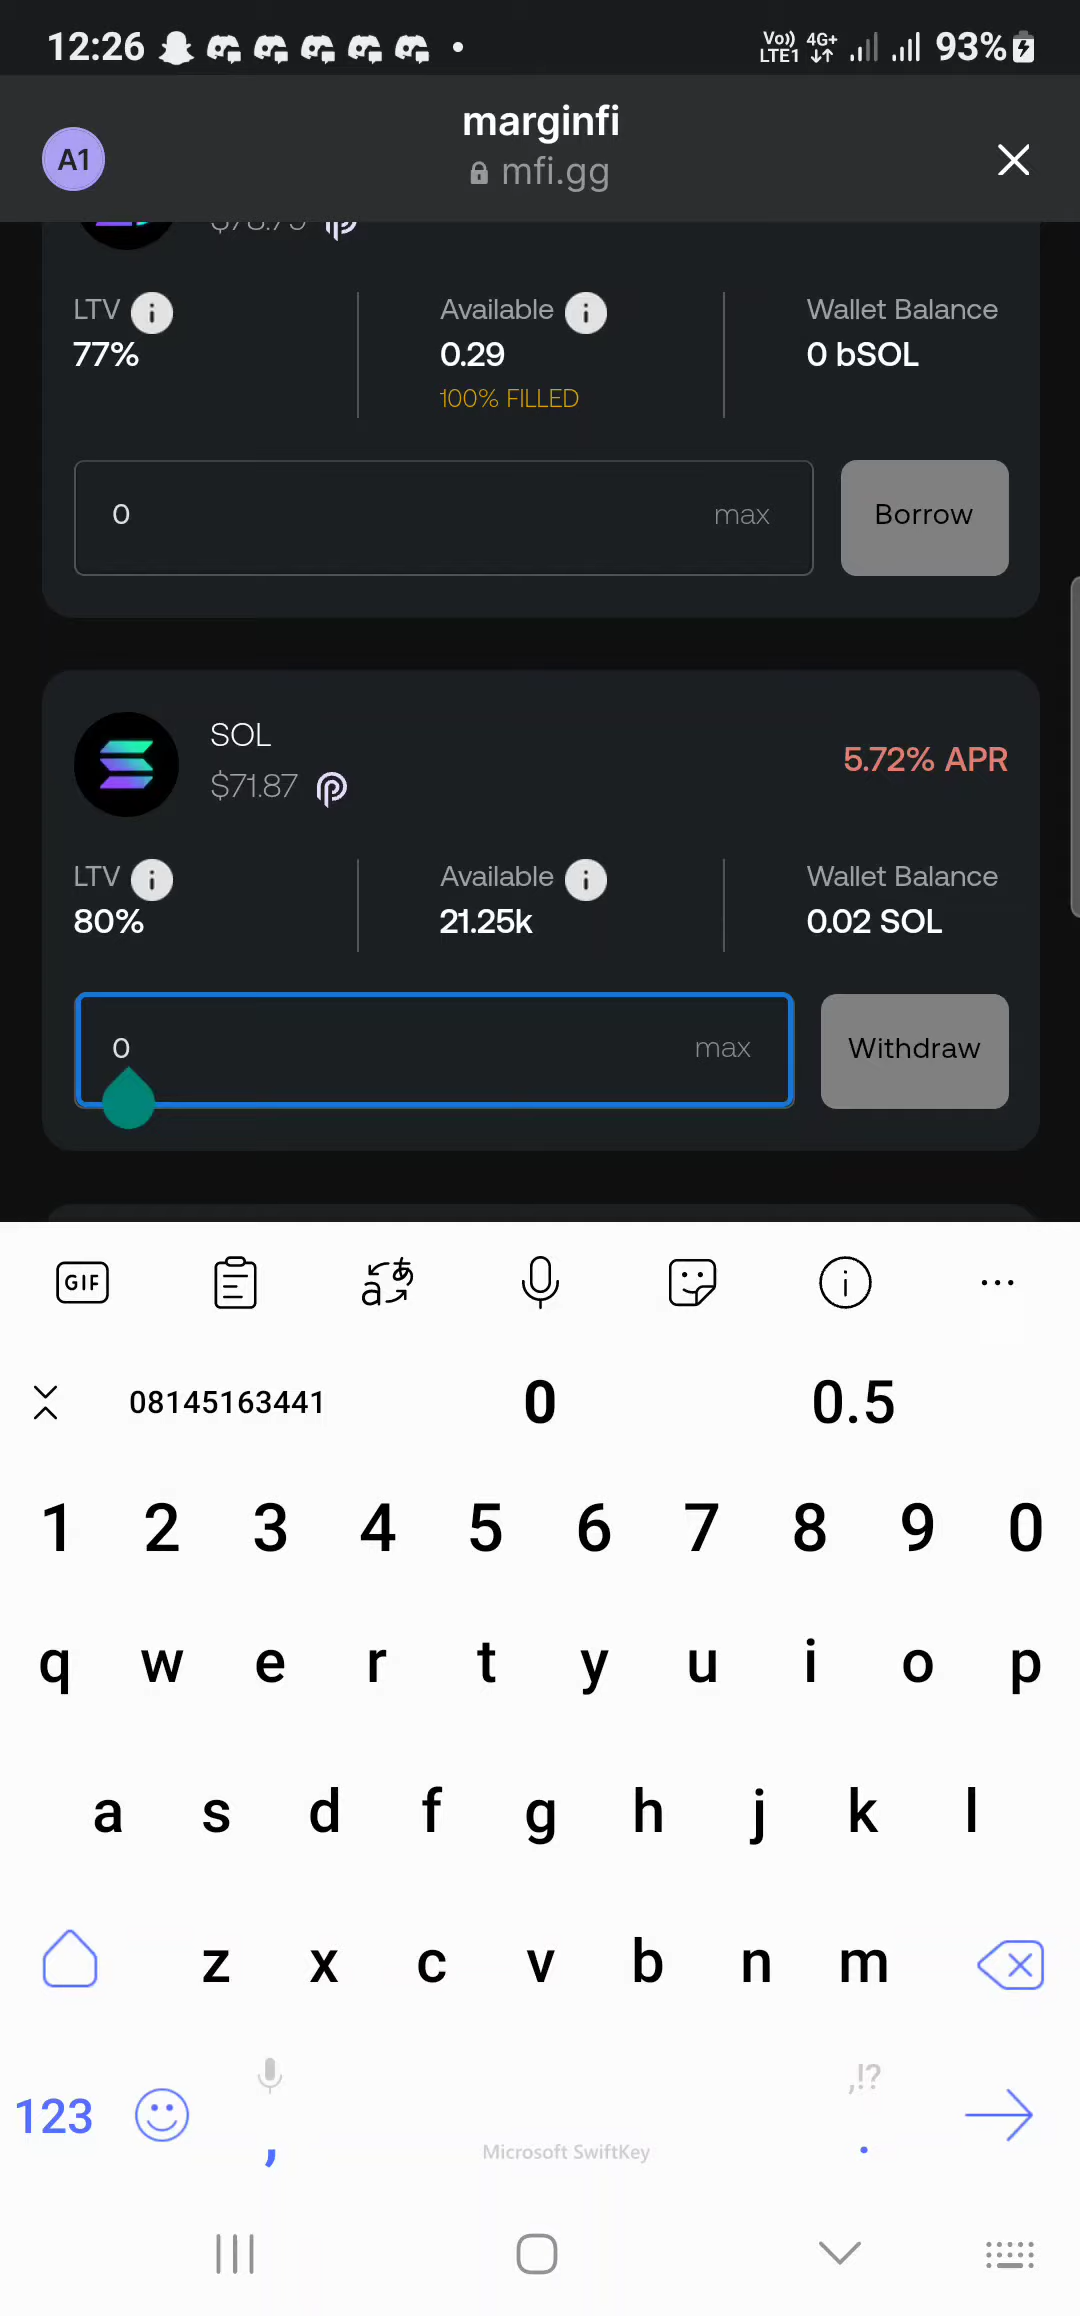 12:26
Vo)) LTE1 4G+ 93%
A1
marginfi
mfi.gg
LTV
Available
Wallet Balance
77%
0.29
0 bSOL
100% FILLED
0 max
Borrow
SOL
$71.87
5.72% APR
LTV
Available
Wallet Balance
80%
21.25k
0.02 SOL
0 max
Withdraw
GIF
08145163441 0 0.5
1 2 3 4 5 6 7 8 9 0
q w e r t y u i o p
a s d f g h j k l
z x c v b n m
123 , ,!? .
Microsoft SwiftKey